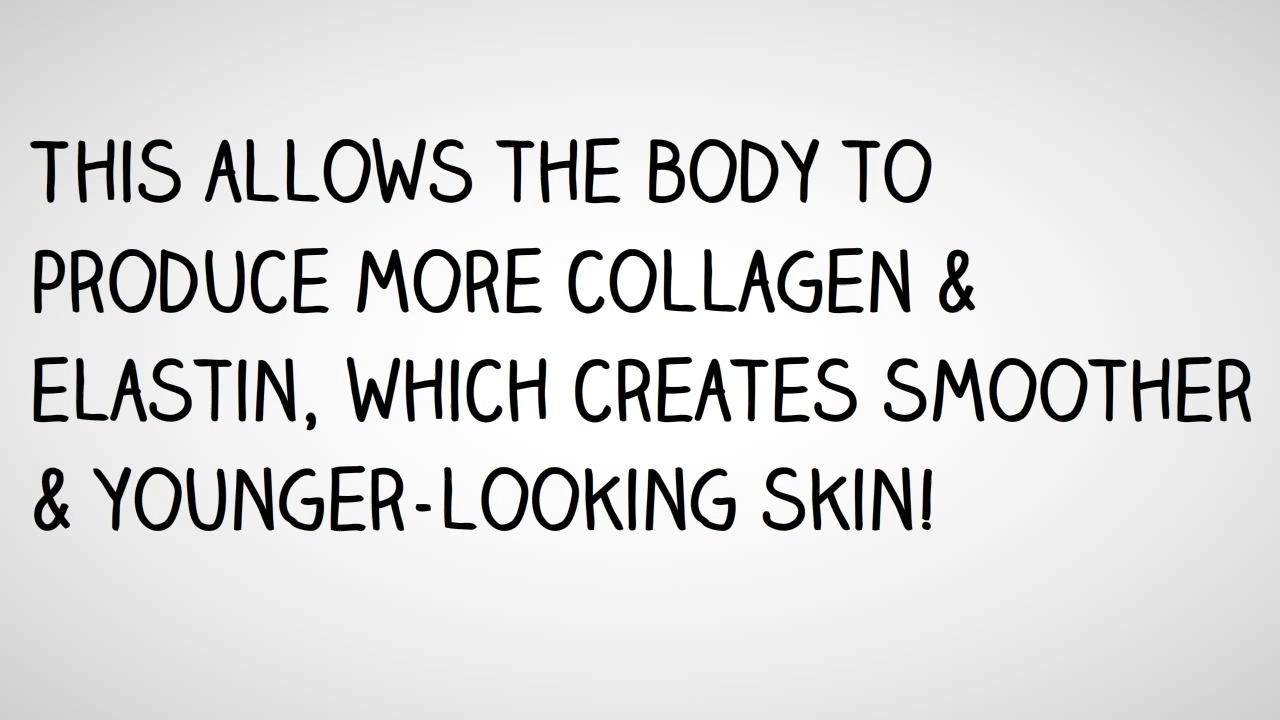 THIS ALLOWS THE BODY TO
PRODUCE MORE COLLAGEN &
ELASTIN, WHICH CREATES SMOOTHER
& YOUNGER-LOOKING SKIN!